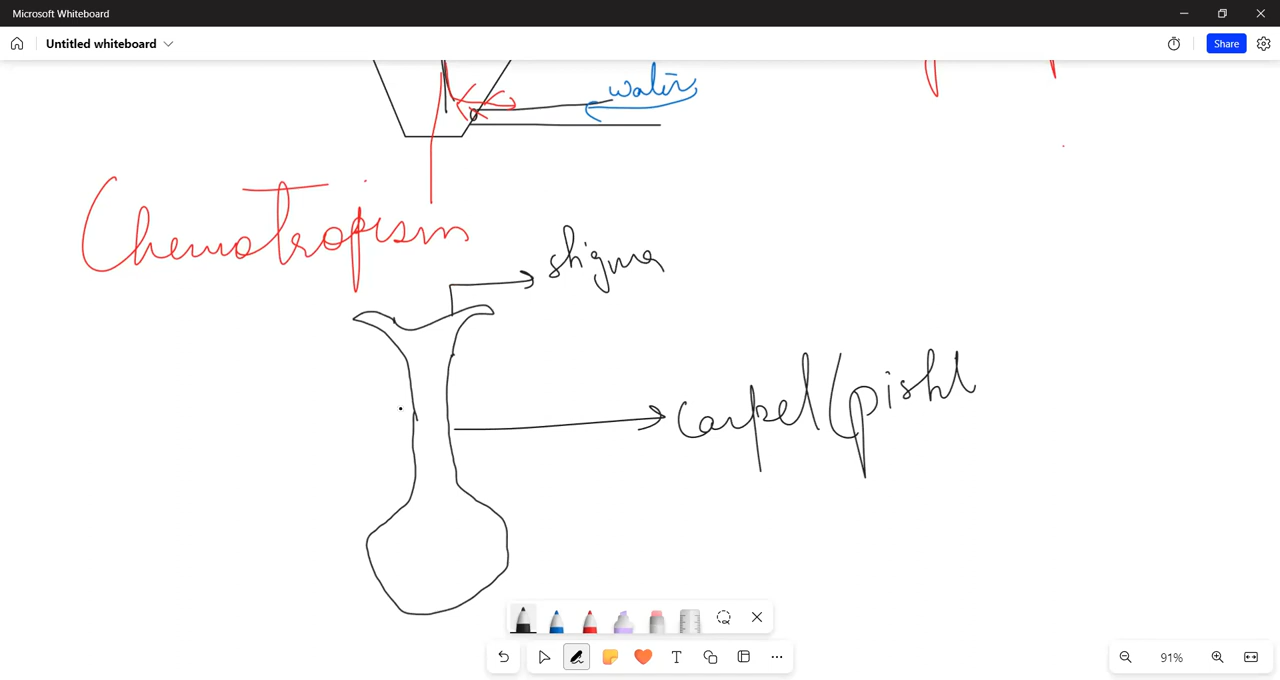 Microsoft Whiteboard
Untitled whiteboard
Share
water
Chemotropism
stigma
Carpel (pistil
T
91%